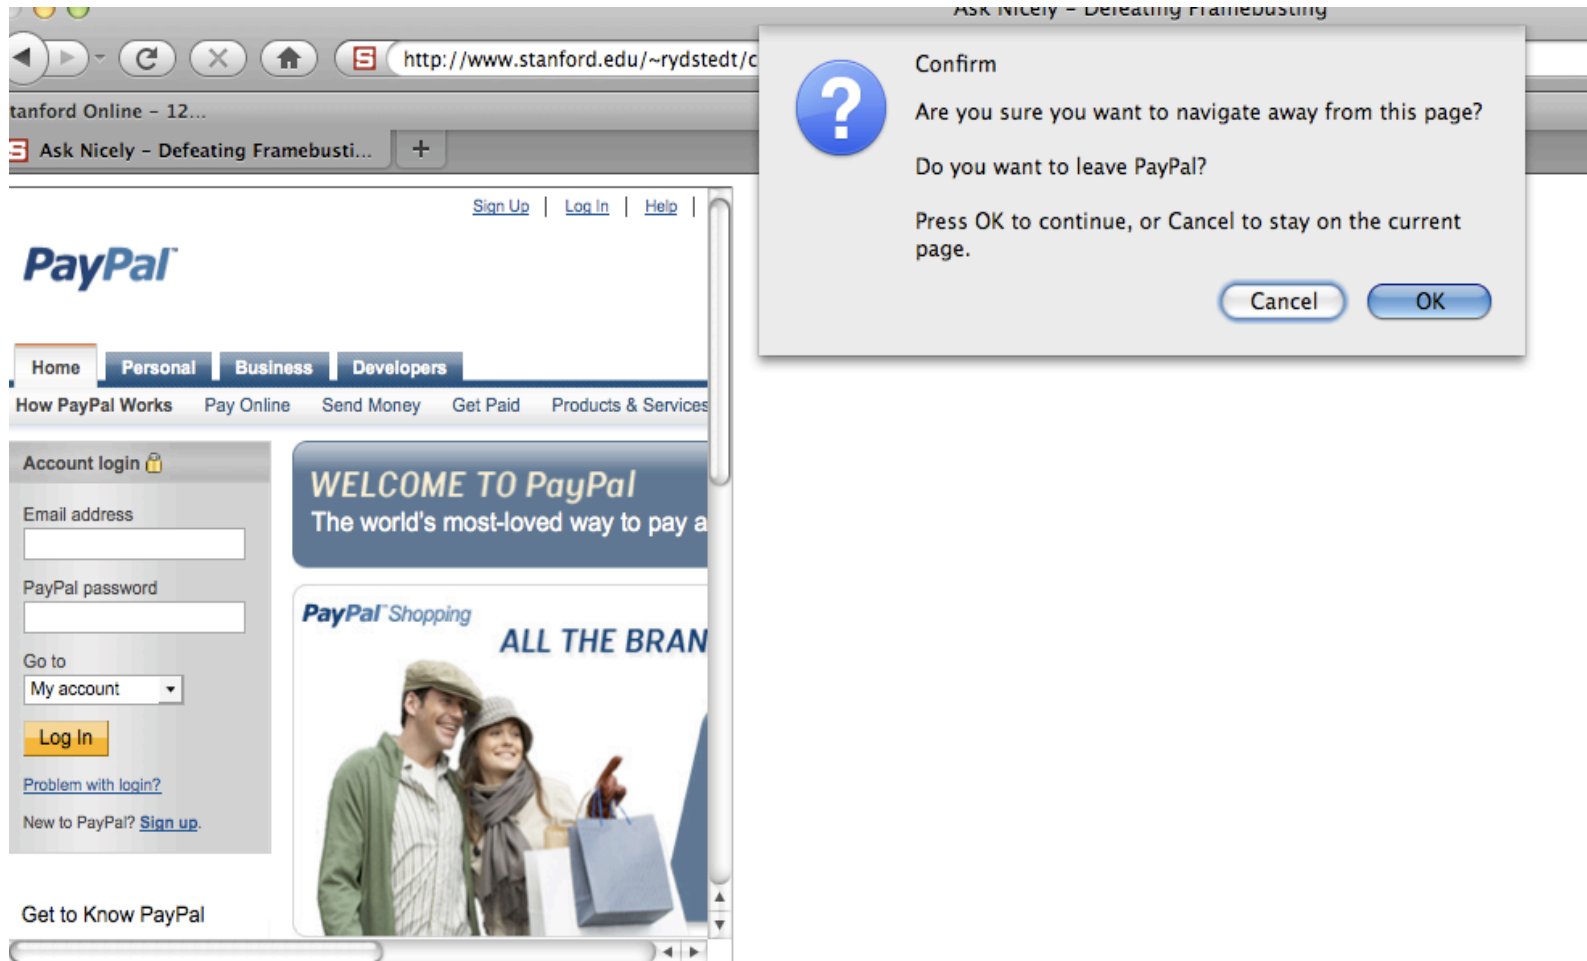 Ask Nicely – Defeating Framebusting
http://www.stanford.edu/~rydstedt/c
tanford Online – 12...
Ask Nicely – Defeating Framebusti...
+
Confirm
Are you sure you want to navigate away from this page?
Do you want to leave PayPal?
Press OK to continue, or Cancel to stay on the current
page.
Cancel OK
Sign Up | Log In | Help |
PayPal™
Home Personal Business Developers
How PayPal Works Pay Online Send Money Get Paid Products & Services
Account login
Email address
PayPal password
Go to
My account
Log In
Problem with login?
New to PayPal? Sign up.
Get to Know PayPal
WELCOME TO PayPal
The world's most-loved way to pay a
PayPal™ Shopping
ALL THE BRAN